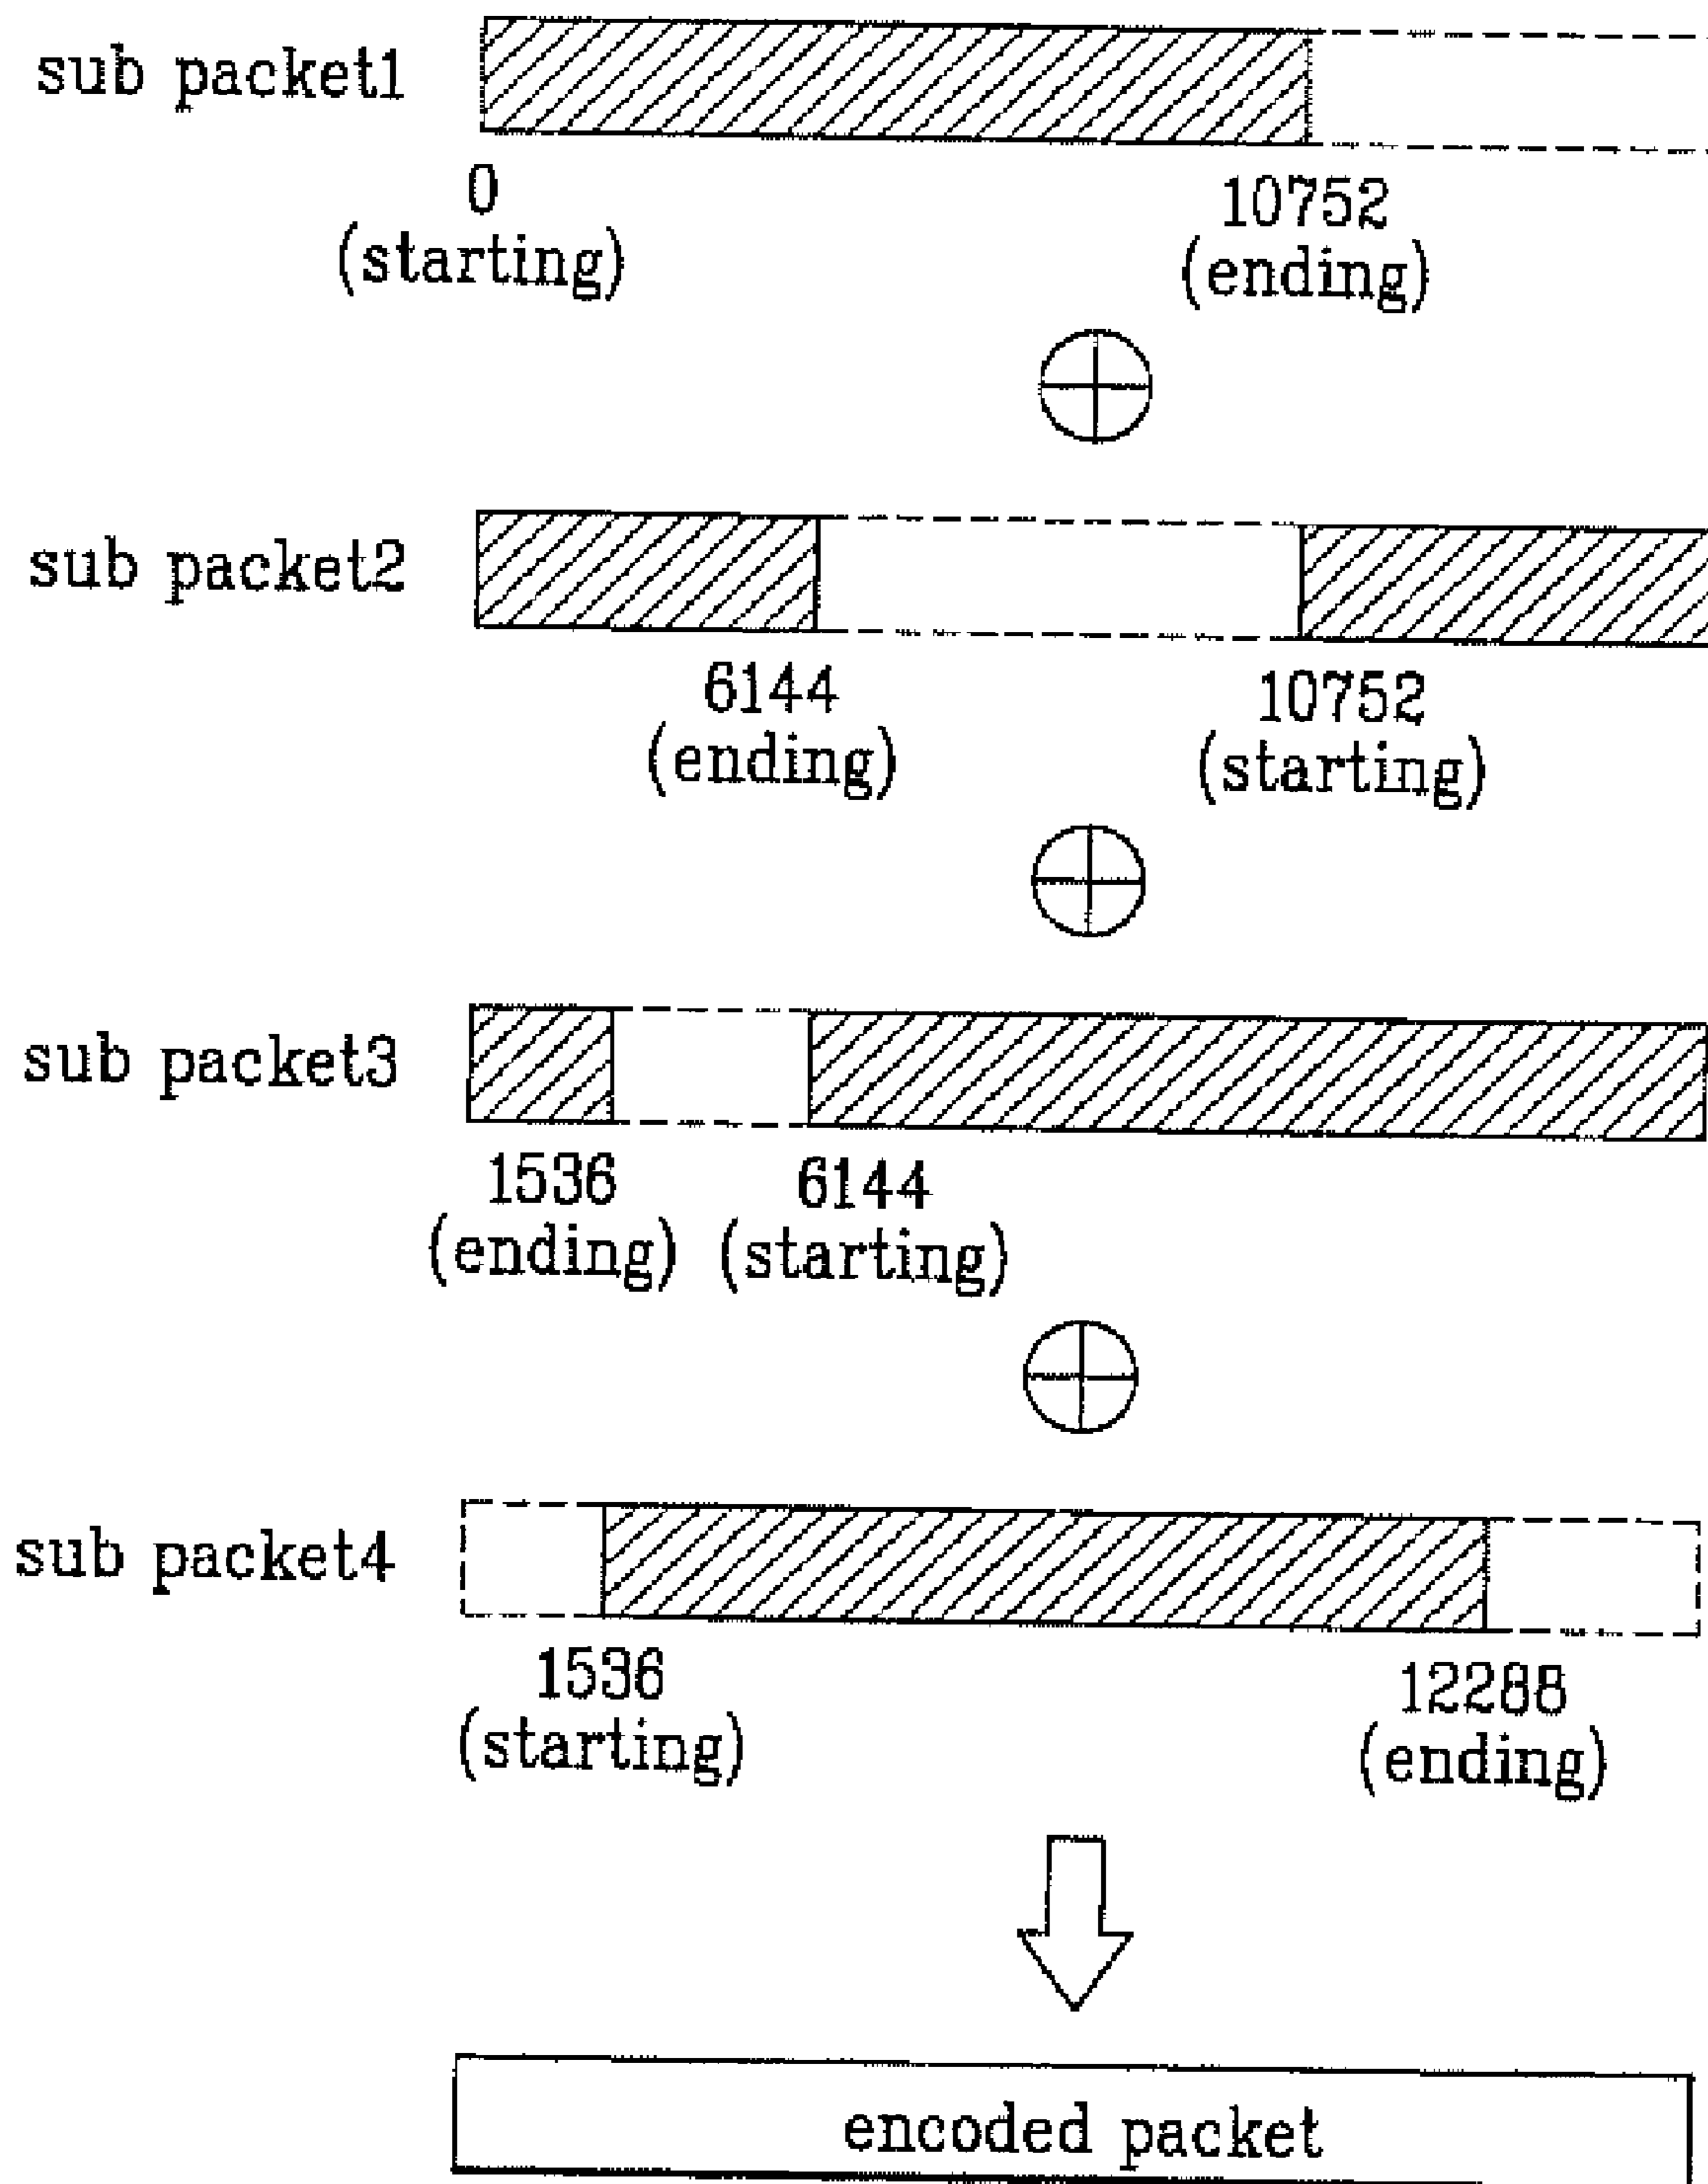 sub packet1
0
(starting)
10752
(ending)
sub packet2
6144
(ending)
10752
(starting)
sub packet3
1536
(ending)
6144
(starting)
sub packet4
1536
(starting)
12288
(ending)
encoded packet